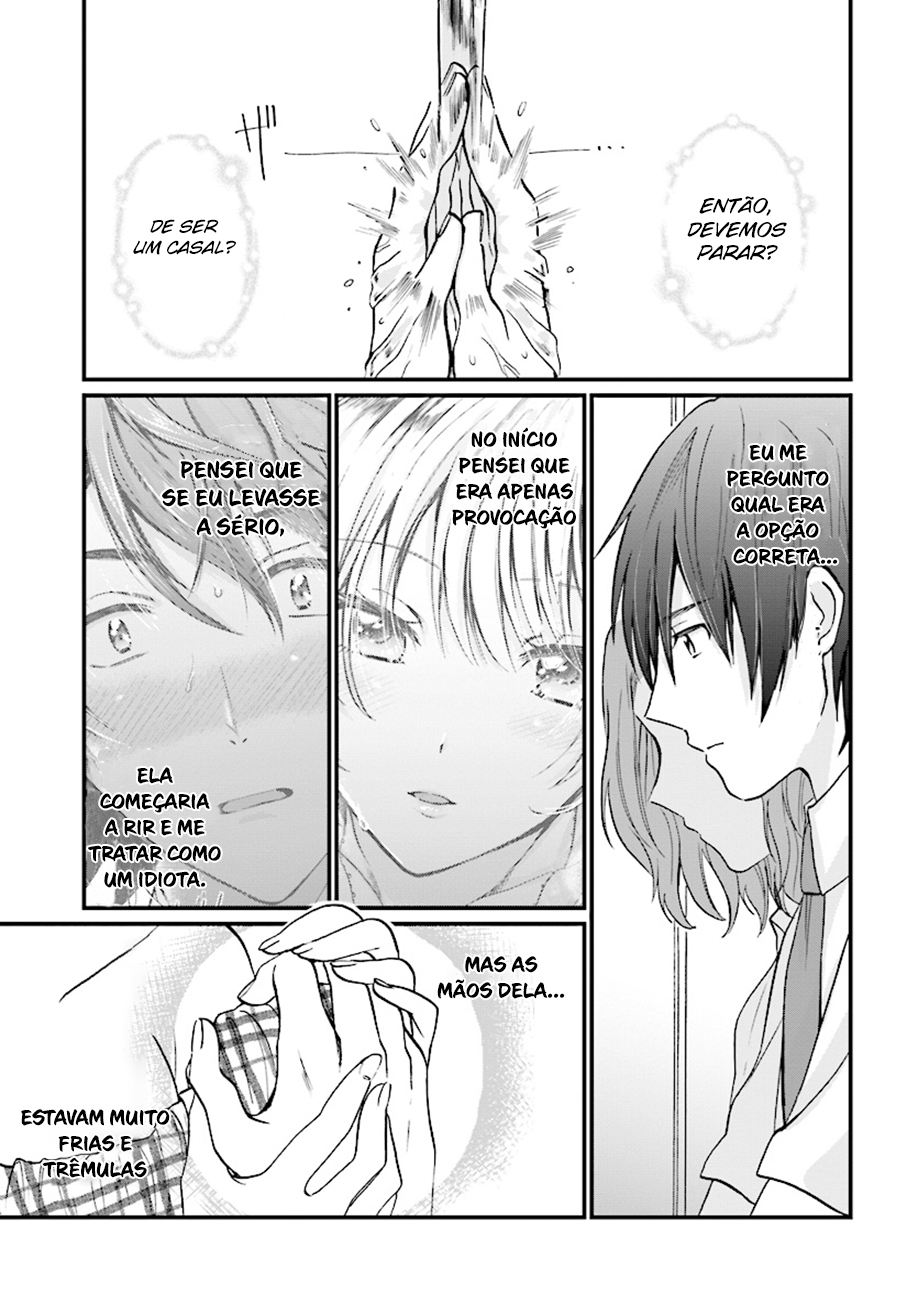 ENTÃO,
DEVEMOS
PARAR?
DE SER
UM CASAL?
ザ
...
EU ME
PERGUNTO
QUAL ERA
A OPÇÃO
CORRETA...
NO INÍCIO
PENSEI QUE
ERA APENAS
PROVOCAÇÃO
PENSEI QUE
SE EU LEVASSE
A SÉRIO,
ELA
COMEÇARIA
A RIR E ME
TRATAR COMO
UM IDIOTA.
MAS AS
MÃOS DELA...
ESTAVAM MUITO
FRIAS E
TRÊMULAS